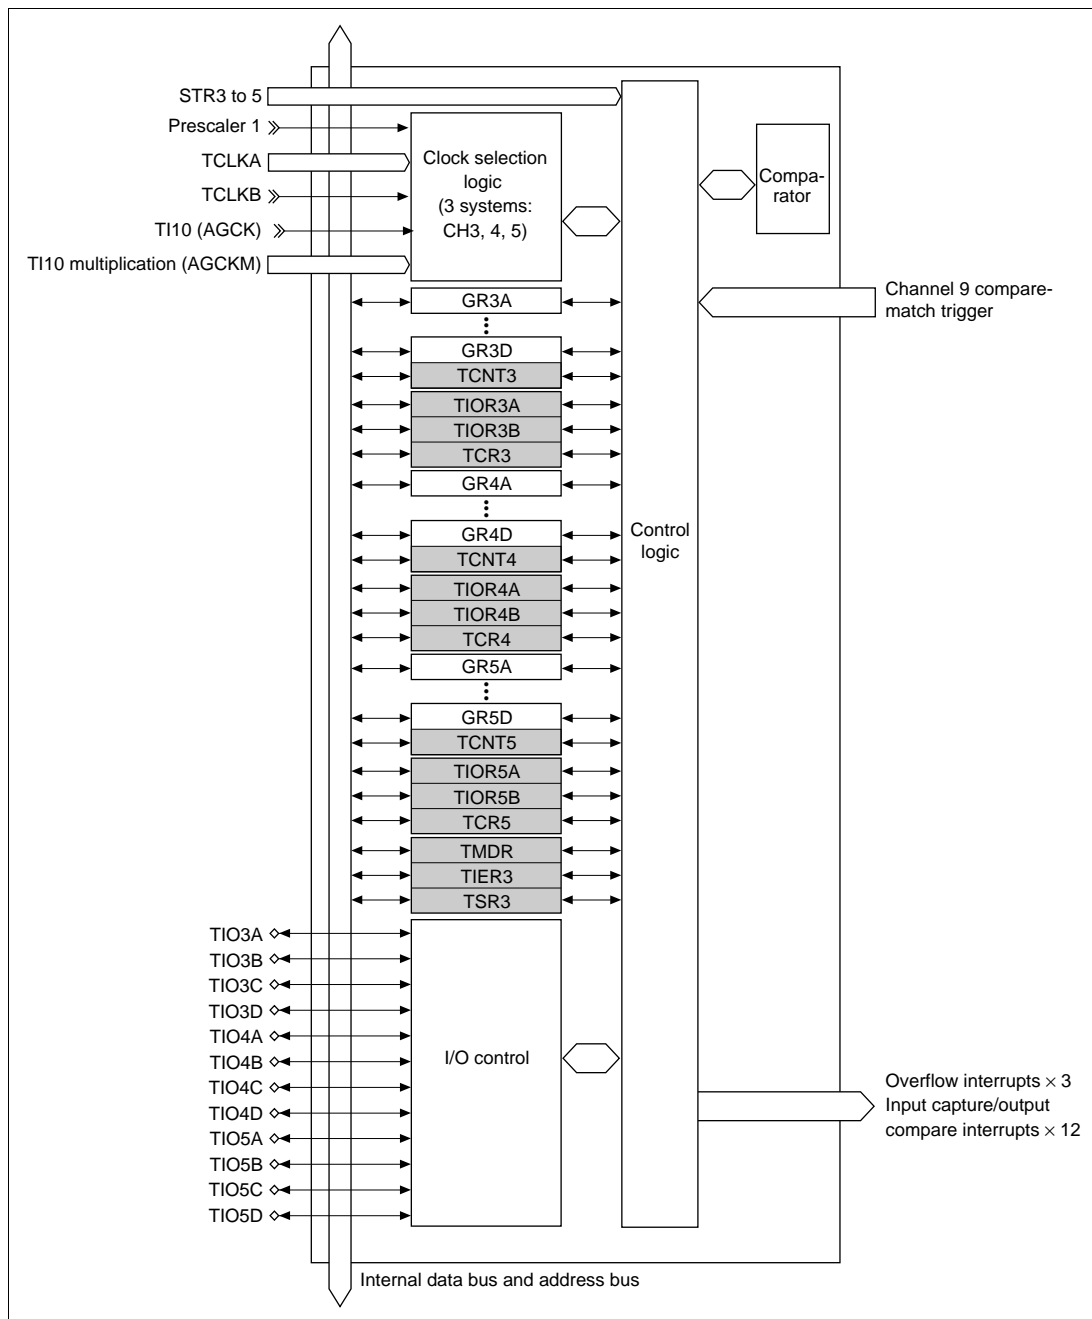 STR3 to 5
Prescaler 1
TCLKA
TCLKB
TI10 (AGCK)
TI10 multiplication (AGCKM)
Clock selection
logic
(3 systems:
CH3, 4, 5)
Compa-
rator
Channel 9 compare-
match trigger
GR3A
GR3D
TCNT3
TIOR3A
TIOR3B
TCR3
GR4A
GR4D
TCNT4
TIOR4A
TIOR4B
TCR4
GR5A
GR5D
TCNT5
TIOR5A
TIOR5B
TCR5
TMDR
TIER3
TSR3
Control
logic
TIO3A
TIO3B
TIO3C
TIO3D
TIO4A
TIO4B
TIO4C
TIO4D
TIO5A
TIO5B
TIO5C
TIO5D
I/O control
Overflow interrupts × 3
Input capture/output
compare interrupts × 12
Internal data bus and address bus